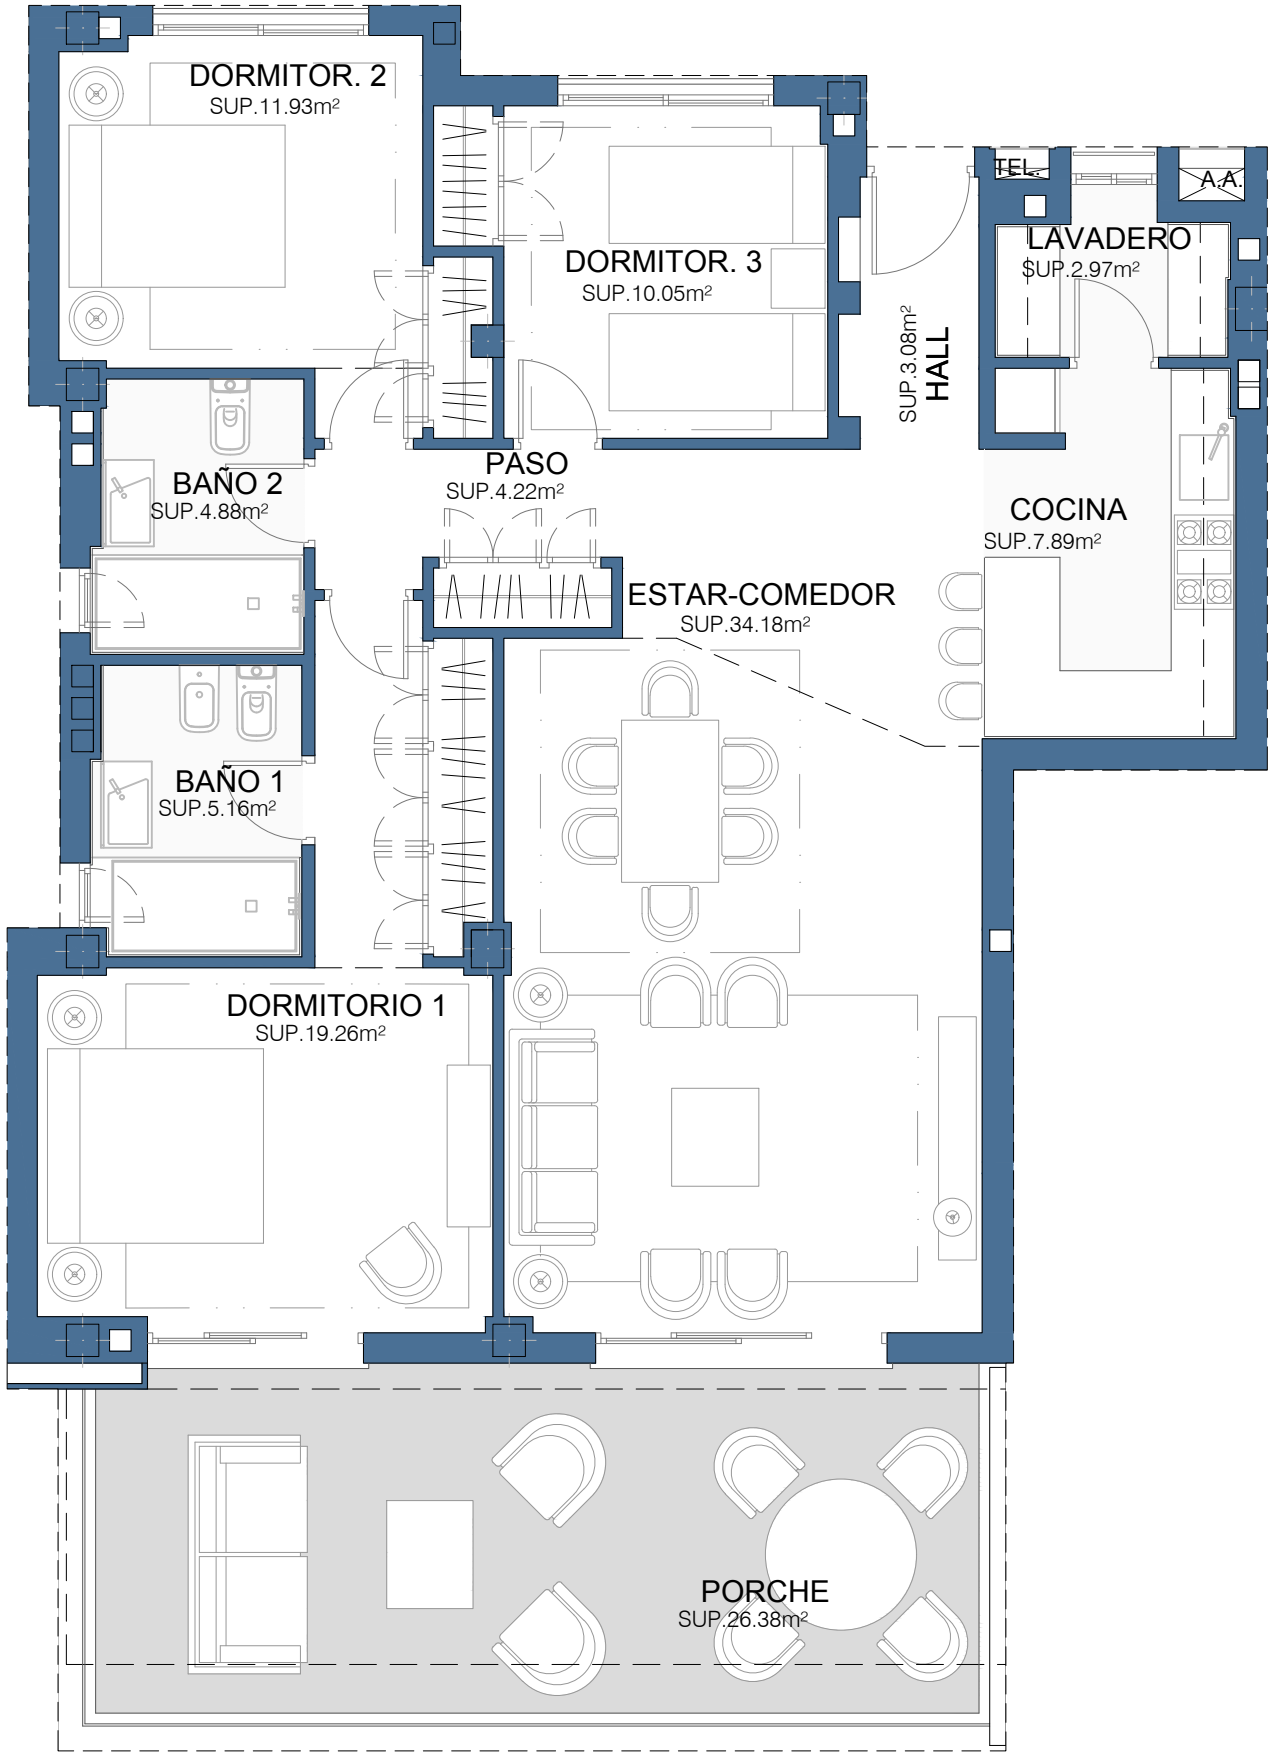 DORMITOR. 2
SUP.11.93m²
DORMITOR. 3
SUP.10.05m²
TEL.
A.A.
LAVADERO
SUP.2.97m²
HALL
SUP.3.08m²
BAÑO 2
SUP.4.88m²
PASO
SUP.4.22m²
COCINA
SUP.7.89m²
ESTAR-COMEDOR
SUP.34.18m²
BAÑO 1
SUP.5.16m²
DORMITORIO 1
SUP.19.26m²
PORCHE
SUP.26.38m²